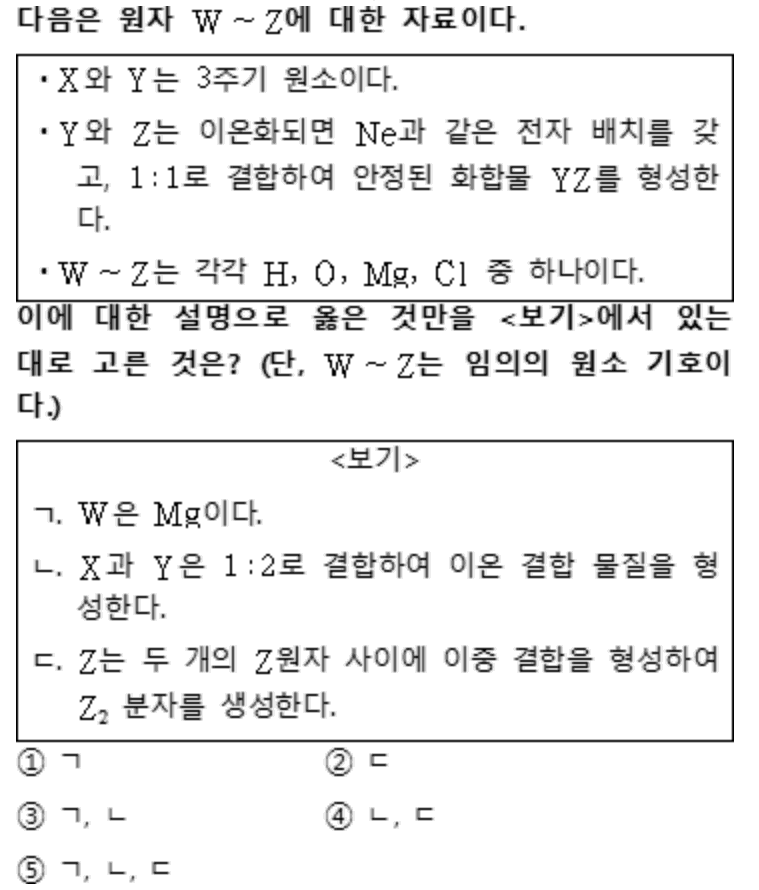 다음은 원자 W ~ Z에 대한 자료이다.
・X와 Y는 3주기 원소이다.
・Y와 Z는 이온화되면 Ne과 같은 전자 배치를 갖
고, 1:1로 결합하여 안정된 화합물 YZ를 형성한
다.
・W ~ Z는 각각 H, O, Mg, Cl 중 하나이다.
이에 대한 설명으로 옳은 것만을 <보기>에서 있는
대로 고른 것은? (단, W ~ Z는 임의의 원소 기호이
다.)
<보기>
ㄱ. W은 Mg이다.
ㄴ. X과 Y은 1:2로 결합하여 이온 결합 물질을 형
성한다.
ㄷ. Z는 두 개의 Z원자 사이에 이중 결합을 형성하여
Z₂ 분자를 생성한다.
① ㄱ ② ㄷ
③ ㄱ, ㄴ ④ ㄴ, ㄷ
⑤ ㄱ, ㄴ, ㄷ